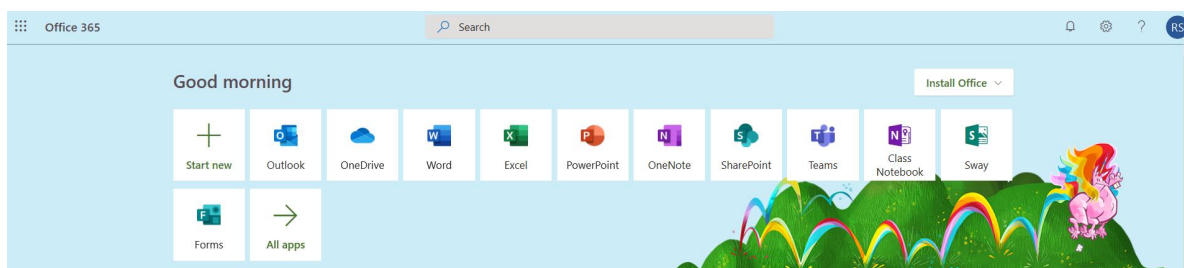 Office 365
Search
RS
Good morning
Install Office
Start new
Outlook
OneDrive
Word
Excel
PowerPoint
OneNote
SharePoint
Teams
Class
Notebook
Sway
Forms
All apps